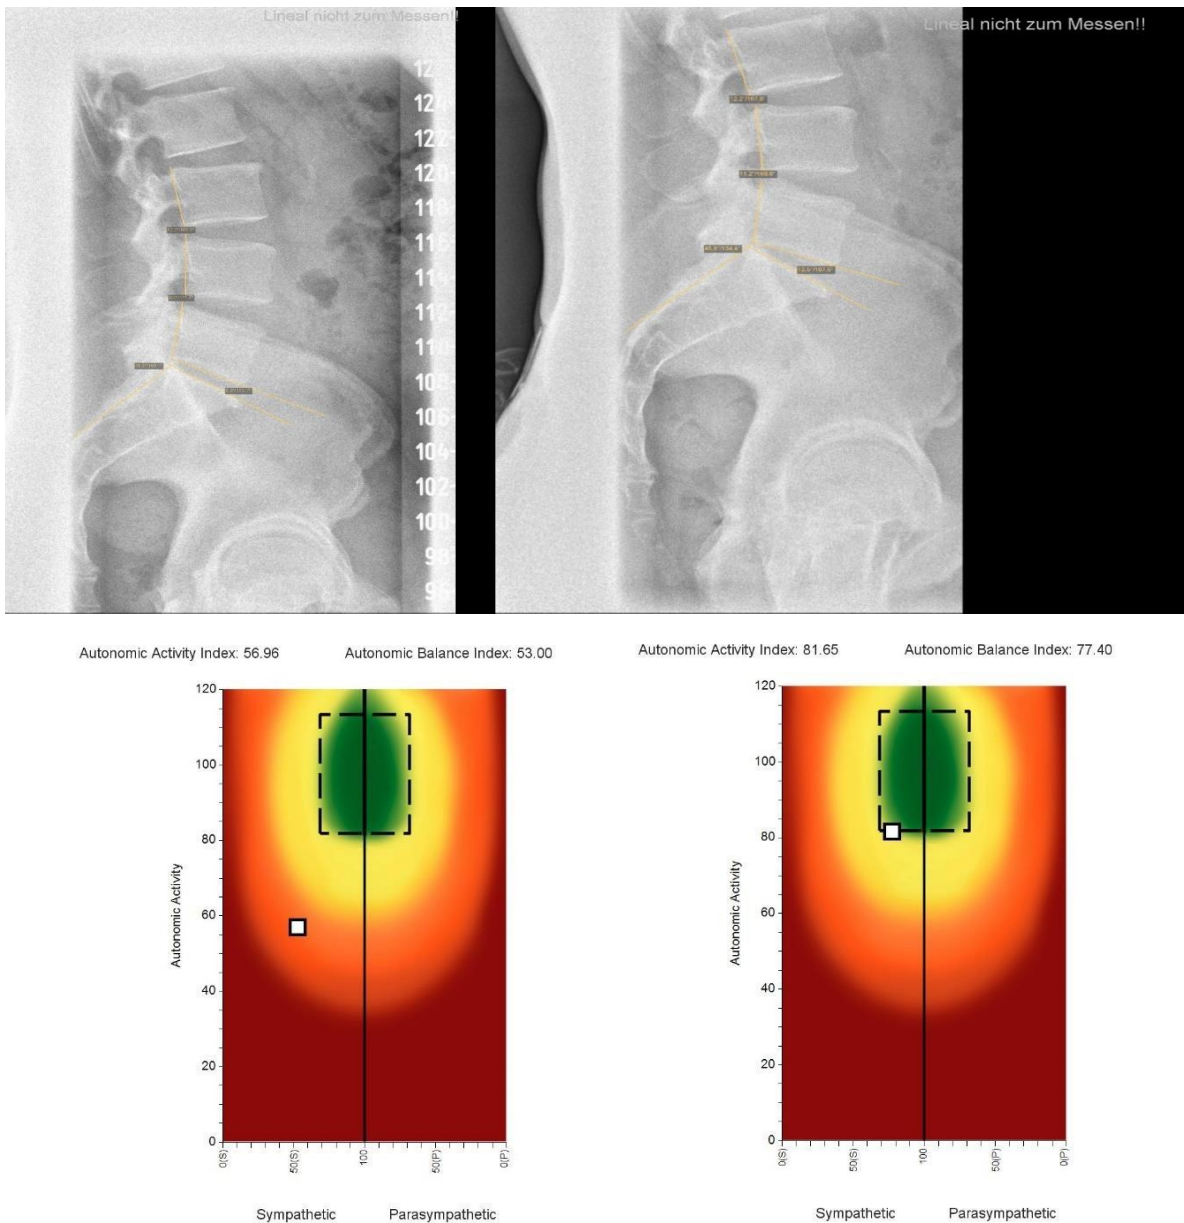 Lineal nicht zum Messen!!
Lineal nicht zum Messen!!
124
122
120
118
116
114
112
110
108
106
104
102
100
98
96
Autonomic Activity Index: 56.96
Autonomic Balance Index: 53.00
120
100
80
60
40
20
0
Autonomic Activity
0(S)
50(S)
100
50(P)
0(P)
Sympathetic
Parasympathetic
Autonomic Activity Index: 81.65
Autonomic Balance Index: 77.40
120
100
80
60
40
20
0
Autonomic Activity
0(S)
50(S)
100
50(P)
0(P)
Sympathetic
Parasympathetic